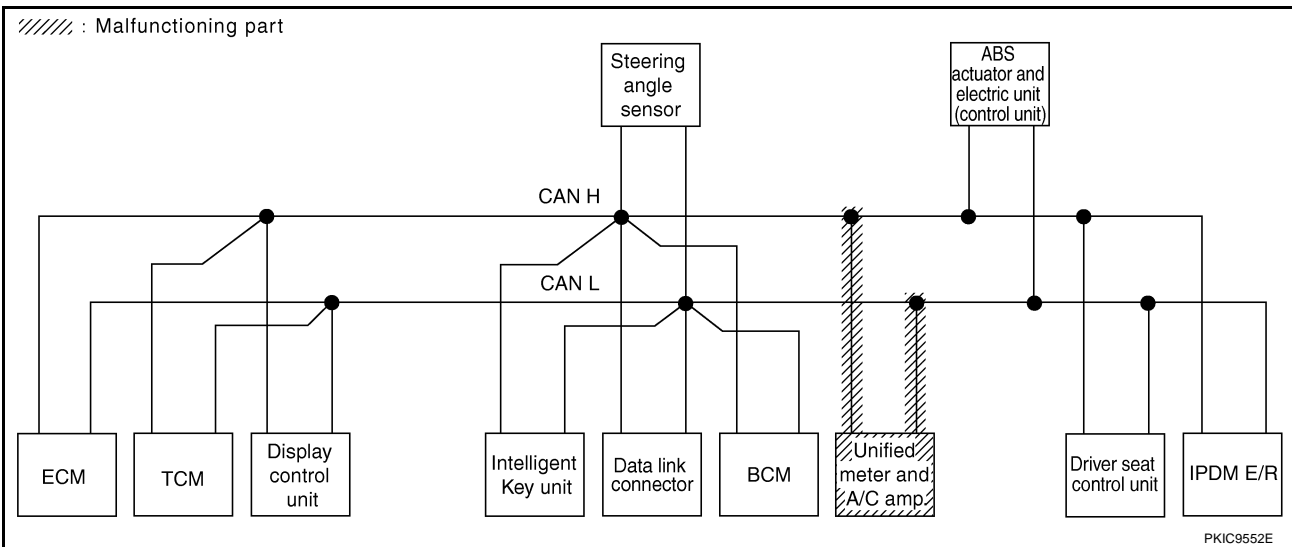 : Malfunctioning part
Steering
angle
sensor
ABS
actuator and
electric unit
(control unit)
CAN H
CAN L
ECM
TCM
Display
control
unit
Intelligent
Key unit
Data link
connector
BCM
Unified
meter and
A/C amp.
Driver seat
control unit
IPDM E/R
PKIC9552E